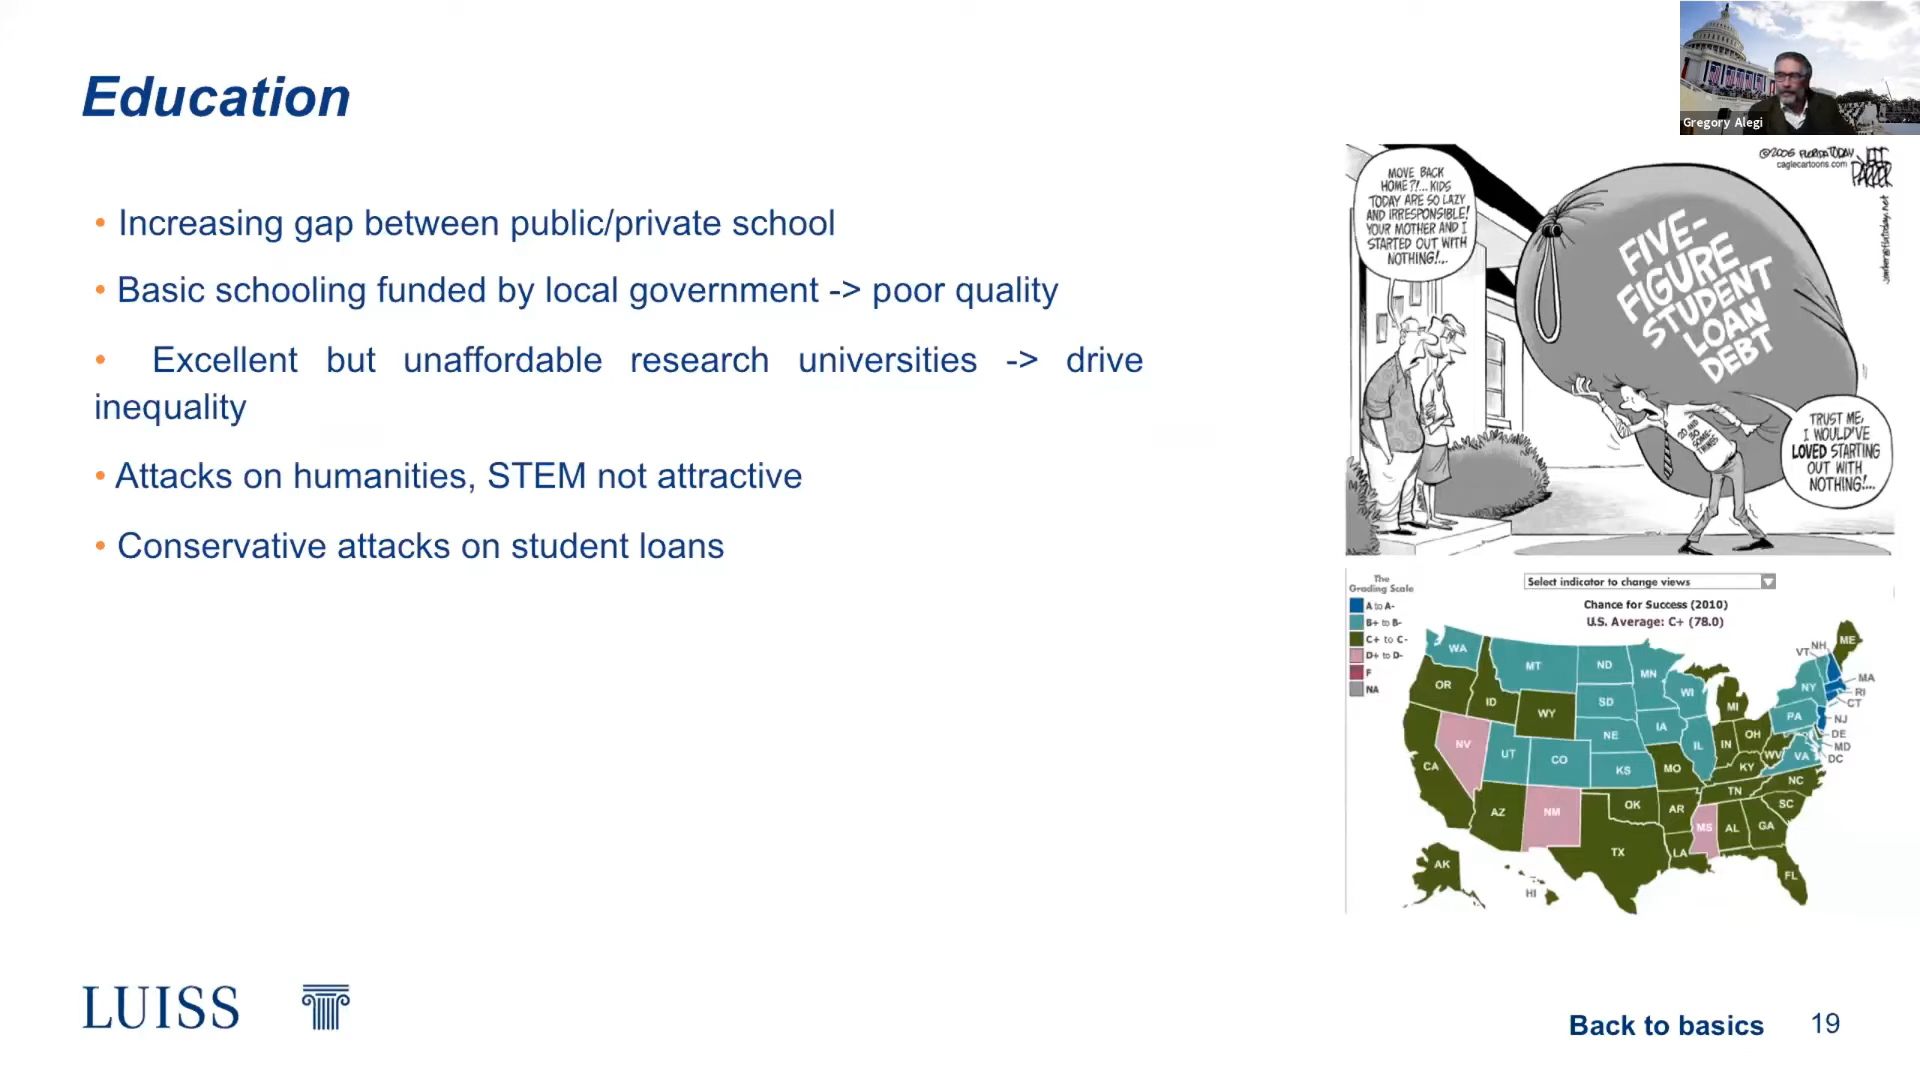 Education
• Increasing gap between public/private school
• Basic schooling funded by local government -> poor quality
• Excellent but unaffordable research universities -> drive
inequality
• Attacks on humanities, STEM not attractive
• Conservative attacks on student loans
Gregory Alegi
©2006 FLORIDA TODAY
caglecartoons.com
JEFF
PARKER
MOVE BACK
HOME?!... KIDS
TODAY ARE SO LAZY
AND IRRESPONSIBLE!
YOUR MOTHER AND I
STARTED OUT WITH
NOTHING!...
FIVE-
FIGURE
STUDENT
LOAN
DEBT
20 AND
30 SOME-
THINGS
TRUST ME,
I WOULD'VE
LOVED STARTING
OUT WITH
NOTHING!...
The
Grading Scale
A to A-
B+ to B-
C+ to C-
D+ to D-
F
NA
Select indicator to change views
Chance for Success (2010)
U.S. Average: C+ (78.0)
WA
MT
ND
MN
OR
ID
WY
SD
WI
MI
NY
VT
NH
ME
MA
RI
CT
NJ
DE
MD
DC
PA
NV
UT
CO
NE
IA
IL
IN
OH
WV
VA
CA
KS
MO
KY
NC
TN
AZ
NM
OK
AR
SC
MS
AL
GA
TX
LA
FL
AK
HI
LUISS
Back to basics 19